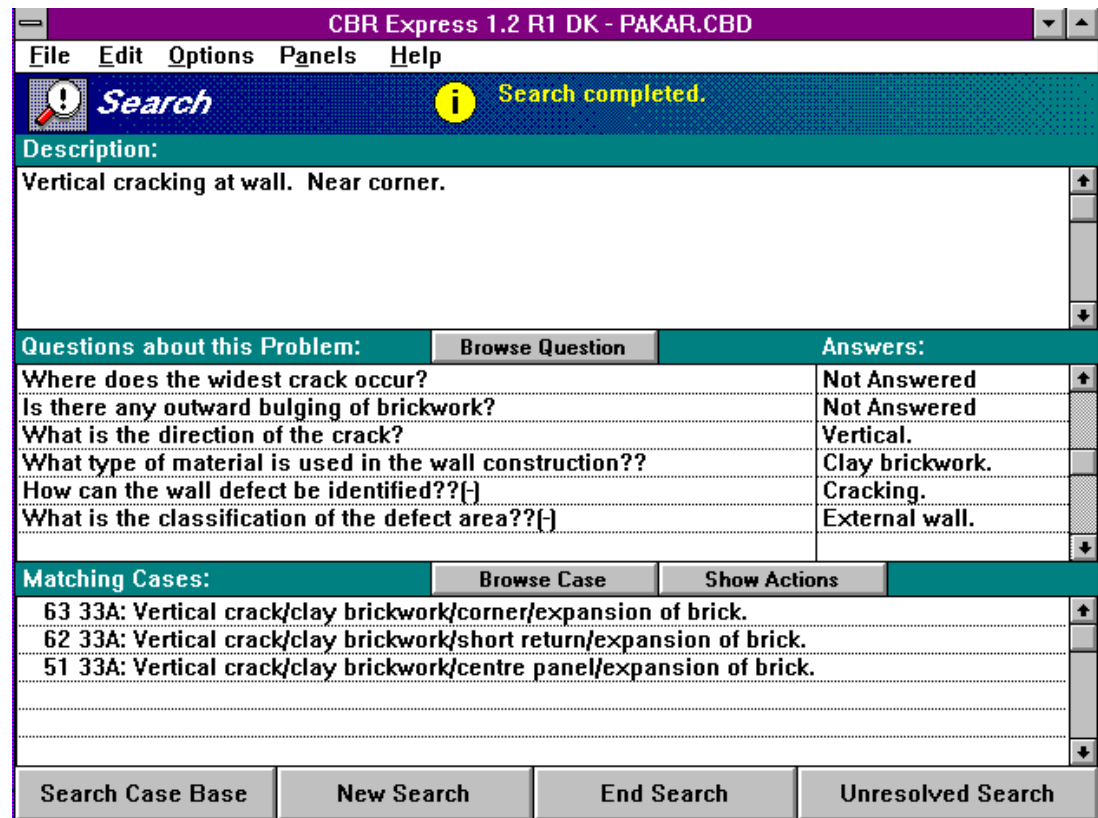 CBR Express 1.2 R1 DK - PAKAR.CBD
File Edit Options Panels Help
Search
i Search completed.
Description:
Vertical cracking at wall. Near corner.
Questions about this Problem: Browse Question Answers:
Where does the widest crack occur? Not Answered
Is there any outward bulging of brickwork? Not Answered
What is the direction of the crack? Vertical.
What type of material is used in the wall construction?? Clay brickwork.
How can the wall defect be identified??(-) Cracking.
What is the classification of the defect area??(-) External wall.
Matching Cases: Browse Case Show Actions
63 33A: Vertical crack/clay brickwork/corner/expansion of brick.
62 33A: Vertical crack/clay brickwork/short return/expansion of brick.
51 33A: Vertical crack/clay brickwork/centre panel/expansion of brick.
Search Case Base New Search End Search Unresolved Search